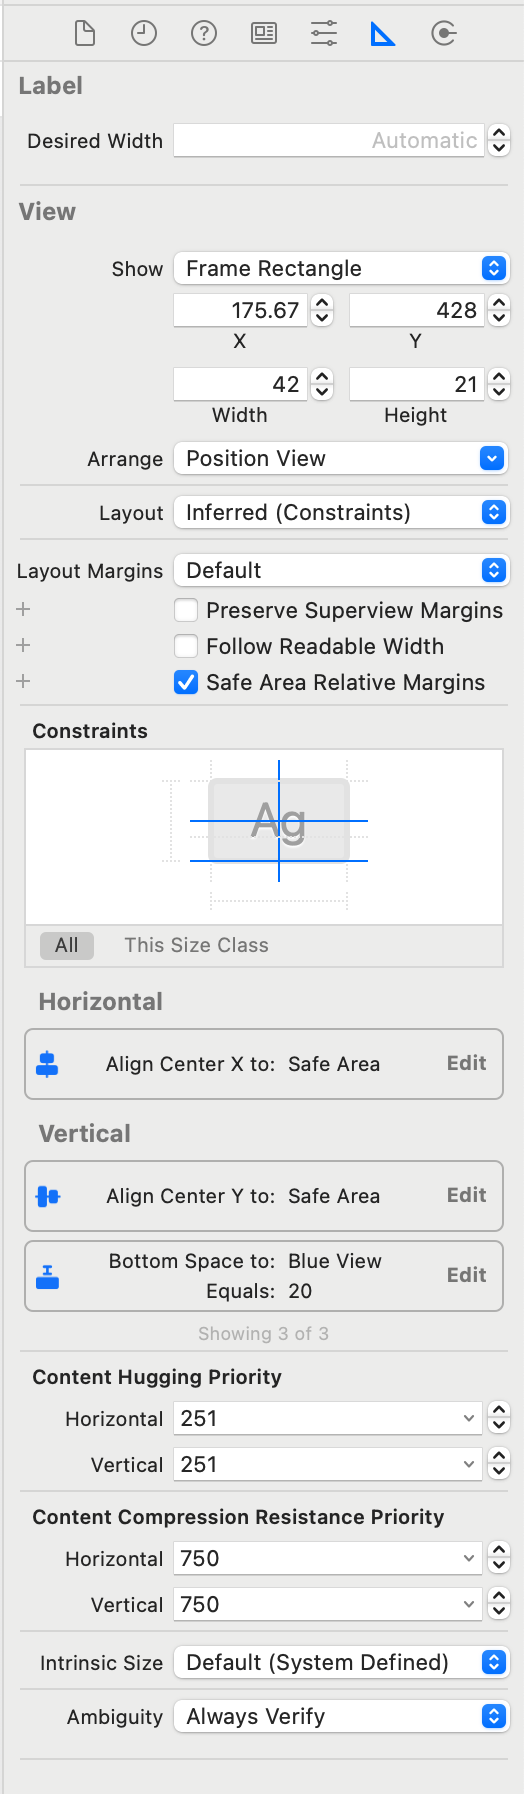 Label
Desired Width Automatic
View
Show Frame Rectangle
175.67 428
X Y
42 21
Width Height
Arrange Position View
Layout Inferred (Constraints)
Layout Margins Default
Preserve Superview Margins
Follow Readable Width
Safe Area Relative Margins
Constraints
Ag
All This Size Class
Horizontal
Align Center X to: Safe Area Edit
Vertical
Align Center Y to: Safe Area Edit
Bottom Space to: Blue View
Equals: 20 Edit
Showing 3 of 3
Content Hugging Priority
Horizontal 251
Vertical 251
Content Compression Resistance Priority
Horizontal 750
Vertical 750
Intrinsic Size Default (System Defined)
Ambiguity Always Verify